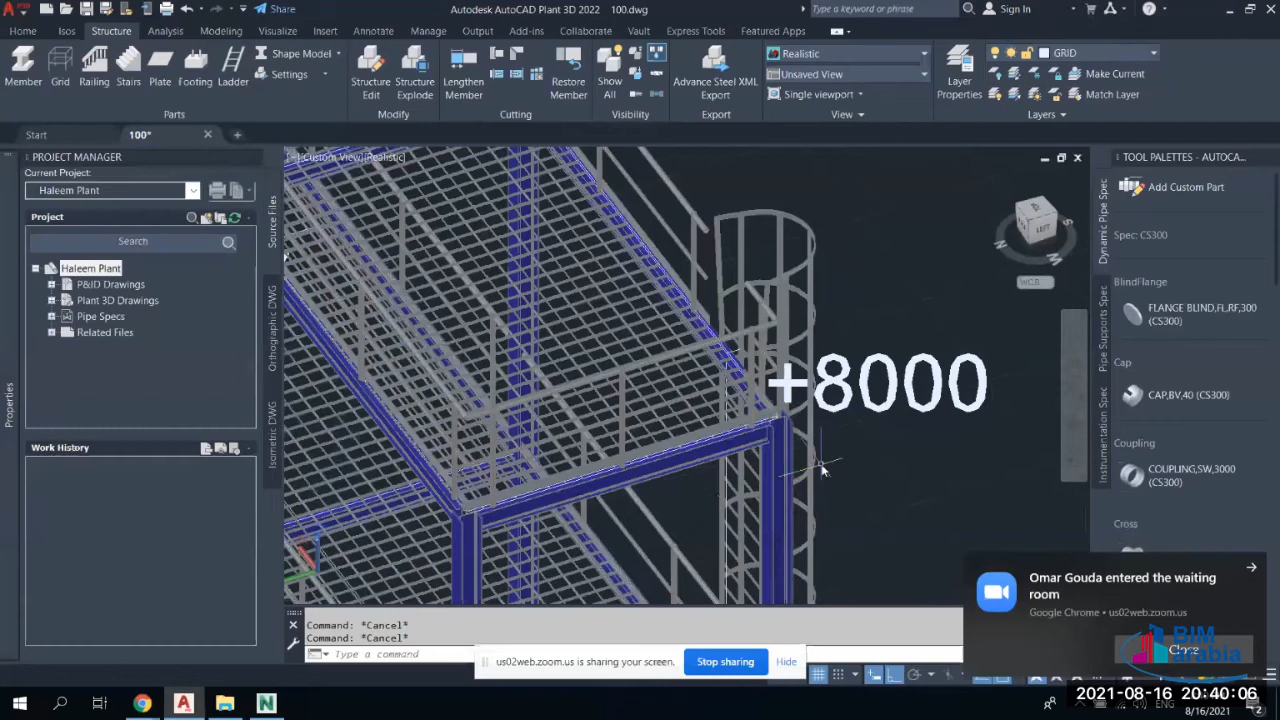 Share
Autodesk AutoCAD Plant 3D 2022 100.dwg
Type a keyword or phrase
Sign In
Home Isos Structure Analysis Modeling Visualize Insert Annotate Manage Output Add-ins Collaborate Vault Express Tools Featured Apps
Member Grid Railing Stairs Plate Footing Ladder
Shape Model
Settings
Structure Edit
Structure Explode
Lengthen Member
Restore Member
Show All
Advance Steel XML Export
Realistic
Unsaved View
Single viewport
Layer Properties
GRID
Make Current
Match Layer
Parts Modify Cutting Visibility Export View Layers
Start 100*
PROJECT MANAGER
Current Project:
Haleem Plant
Project
Search
Haleem Plant
P&ID Drawings
Plant 3D Drawings
Pipe Specs
Related Files
Work History
Source Files
Orthographic DWG
Isometric DWG
Properties
[-][Custom View][Realistic]
+8000
LEFT
S
N
W
WCS
TOOL PALETTES - AUTOCA...
Add Custom Part
Spec: CS300
BlindFlange
FLANGE BLIND,FL,RF,300 (CS300)
Cap
CAP,BV,40 (CS300)
Coupling
COUPLING,SW,3000 (CS300)
Cross
Dynamic Pipe Spec
Pipe Supports Spec
Instrumentation Spec
Command: *Cancel*
Command: *Cancel*
Type a command
us02web.zoom.us is sharing your screen.
Stop sharing
Hide
Omar Gouda entered the waiting room
Google Chrome • us02web.zoom.us
Close
BIM
arabia
2021-08-16 20:40:06
ENG
8/16/2021
2